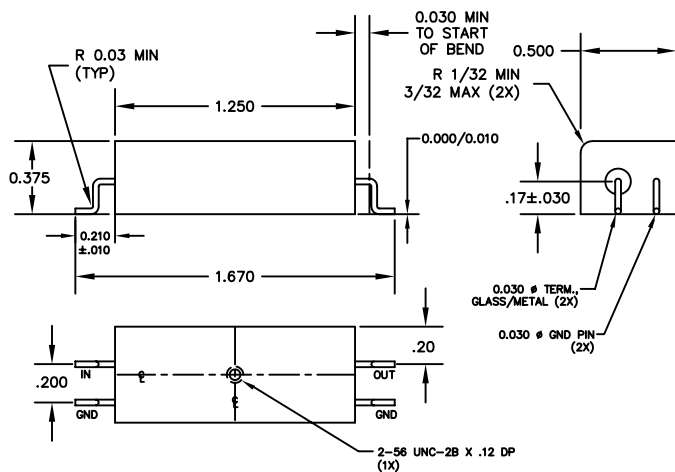 0.030 MIN
TO START
OF BEND
R 0.03 MIN
(TYP)
0.500
R 1/32 MIN
3/32 MAX (2X)
1.250
0.000/0.010
0.375
.17±.030
0.210
±.010
1.670
0.030 ø TERM.,
GLASS/METAL (2X)
0.030 ø GND PIN
(2X)
.20
IN
OUT
.200
℄
℄
GND
GND
2-56 UNC-2B X .12 DP
(1X)